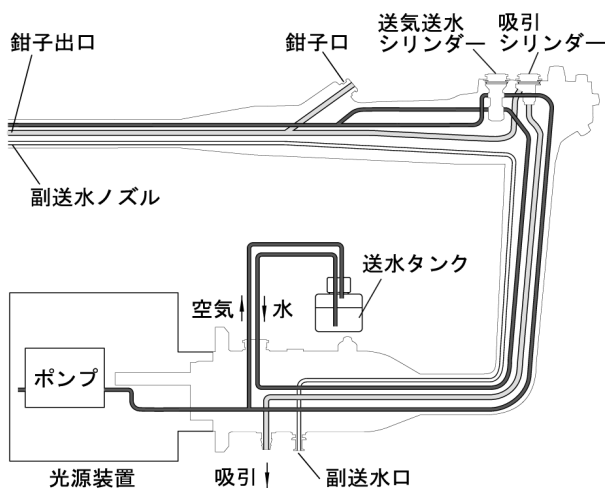 鉗子出口
鉗子口
送気送水
シリンダー
吸引
シリンダー
副送水ノズル
送水タンク
空気
水
ポンプ
光源装置
吸引
副送水口